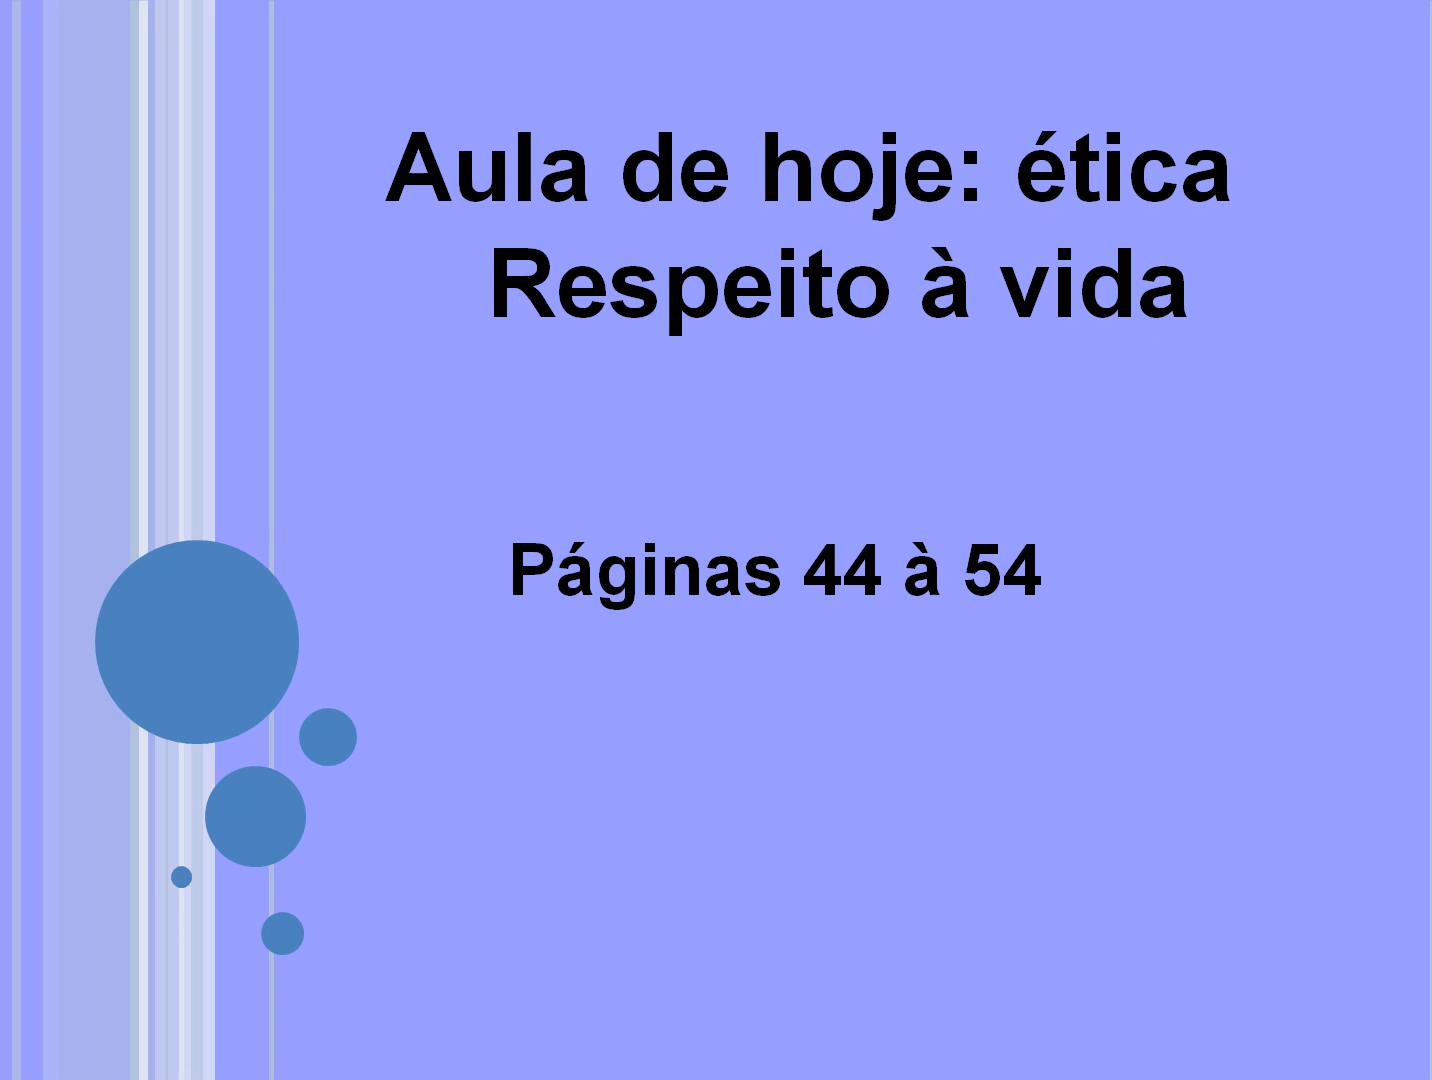 Aula de hoje: ética
Respeito à vida
Páginas 44 à 54